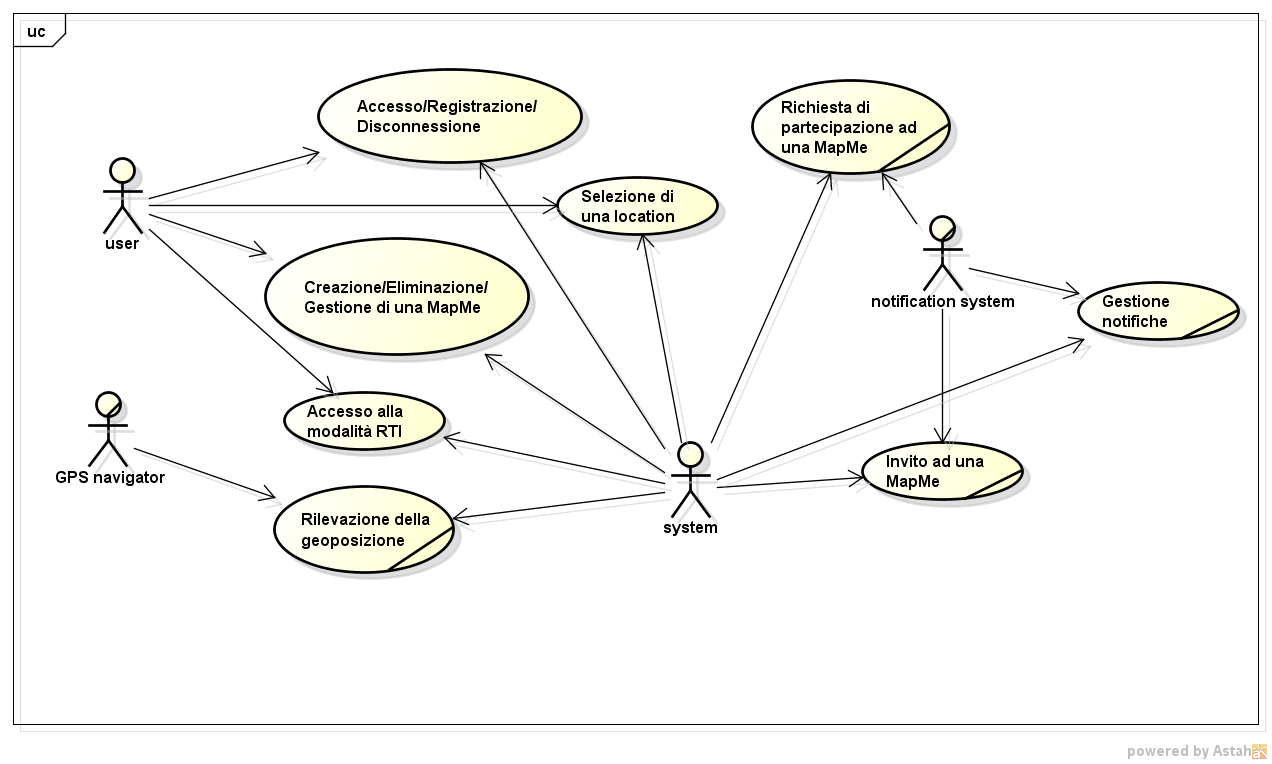 uc
Accesso/Registrazione/
Disconnessione
Richiesta di
partecipazione ad
una MapMe
user
Selezione di
una location
Creazione/Eliminazione/
Gestione di una MapMe
notification system
Gestione
notifiche
Accesso alla
modalità RTI
GPS navigator
Invito ad una
MapMe
Rilevazione della
geoposizione
system
powered by Astah